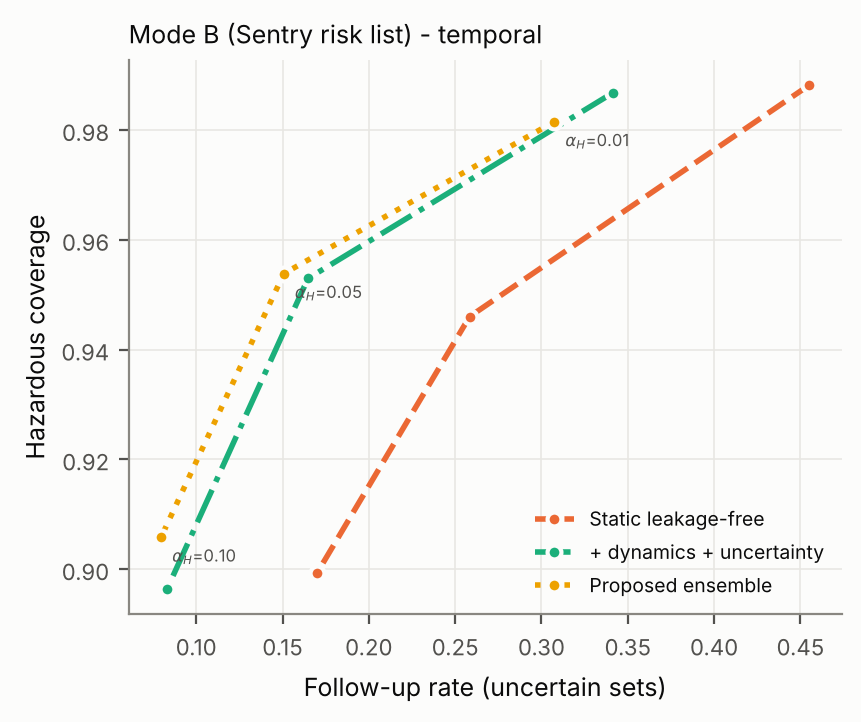 Mode B (Sentry risk list) - temporal
Hazardous coverage
0.98
0.96
0.94
0.92
0.90
αH=0.01
αH=0.05
αH=0.10
Static leakage-free
+ dynamics + uncertainty
Proposed ensemble
0.10 0.15 0.20 0.25 0.30 0.35 0.40 0.45
Follow-up rate (uncertain sets)